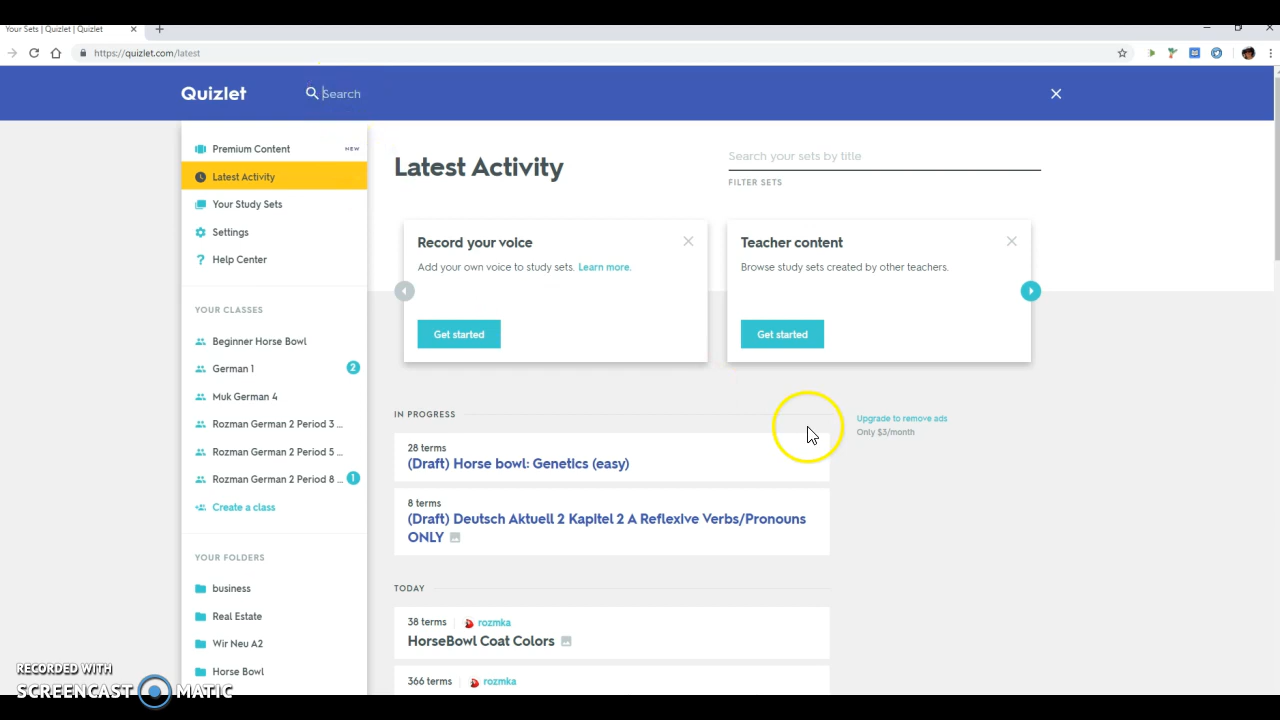 Your Sets | Quizlet | Quizlet
https://quizlet.com/latest
Quizlet
Search
Premium Content
NEW
Latest Activity
Your Study Sets
Settings
Help Center
YOUR CLASSES
Beginner Horse Bowl
German 1
2
Muk German 4
Rozman German 2 Period 3 ...
Rozman German 2 Period 5 ...
Rozman German 2 Period 8 ...
1
Create a class
YOUR FOLDERS
business
Real Estate
Wir Neu A2
Horse Bowl
Latest Activity
Search your sets by title
FILTER SETS
Record your voice
Add your own voice to study sets. Learn more.
Get started
Teacher content
Browse study sets created by other teachers.
Get started
IN PROGRESS
28 terms
(Draft) Horse bowl: Genetics (easy)
8 terms
(Draft) Deutsch Aktuell 2 Kapitel 2 A Reflexive Verbs/Pronouns
ONLY
Upgrade to remove ads
Only $3/month
TODAY
38 terms
rozmka
HorseBowl Coat Colors
366 terms
rozmka
RECORDED WITH
SCREENCAST MATIC